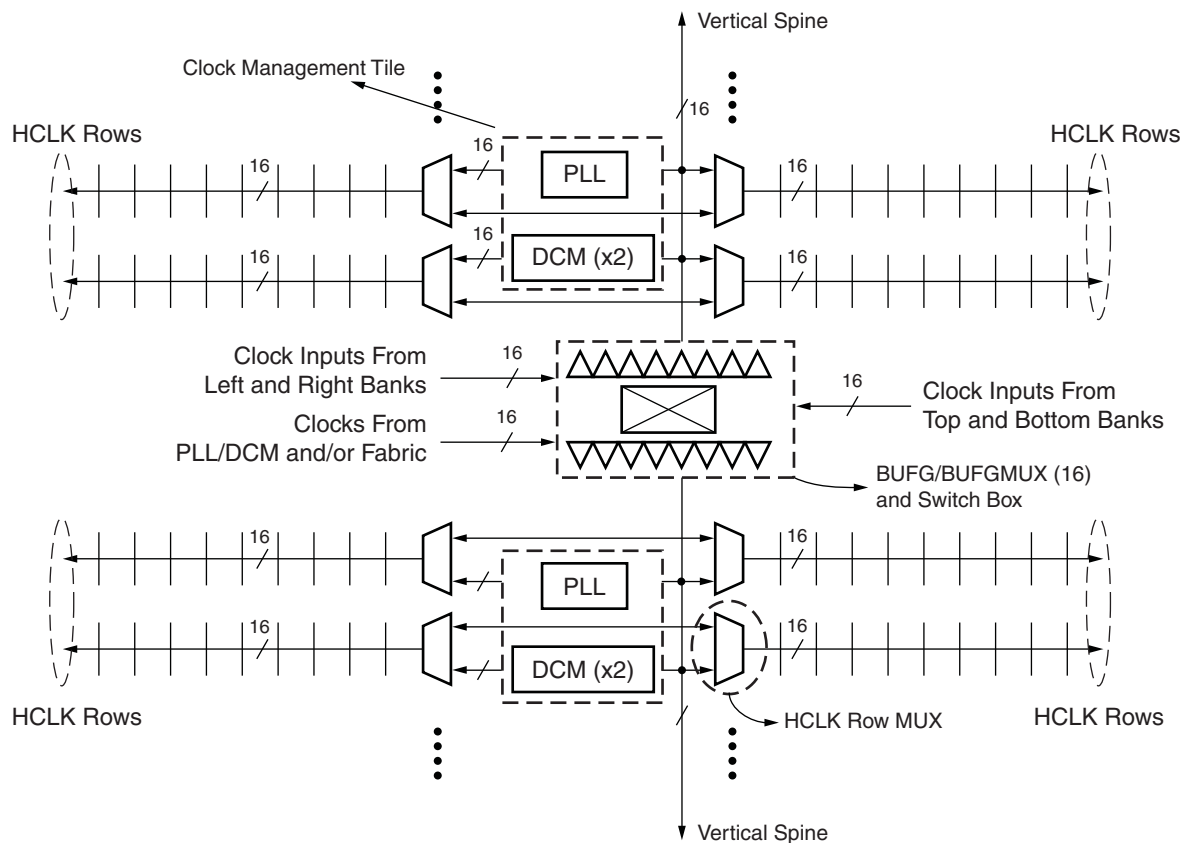 Vertical Spine
Clock Management Tile
16
HCLK Rows
HCLK Rows
16
16
PLL
16
16
16
DCM (x2)
16
Clock Inputs From
Left and Right Banks
16
16
Clock Inputs From
Top and Bottom Banks
Clocks From
PLL/DCM and/or Fabric
16
BUFG/BUFGMUX (16)
and Switch Box
16
16
PLL
16
16
DCM (x2)
HCLK Rows
HCLK Row MUX
HCLK Rows
Vertical Spine